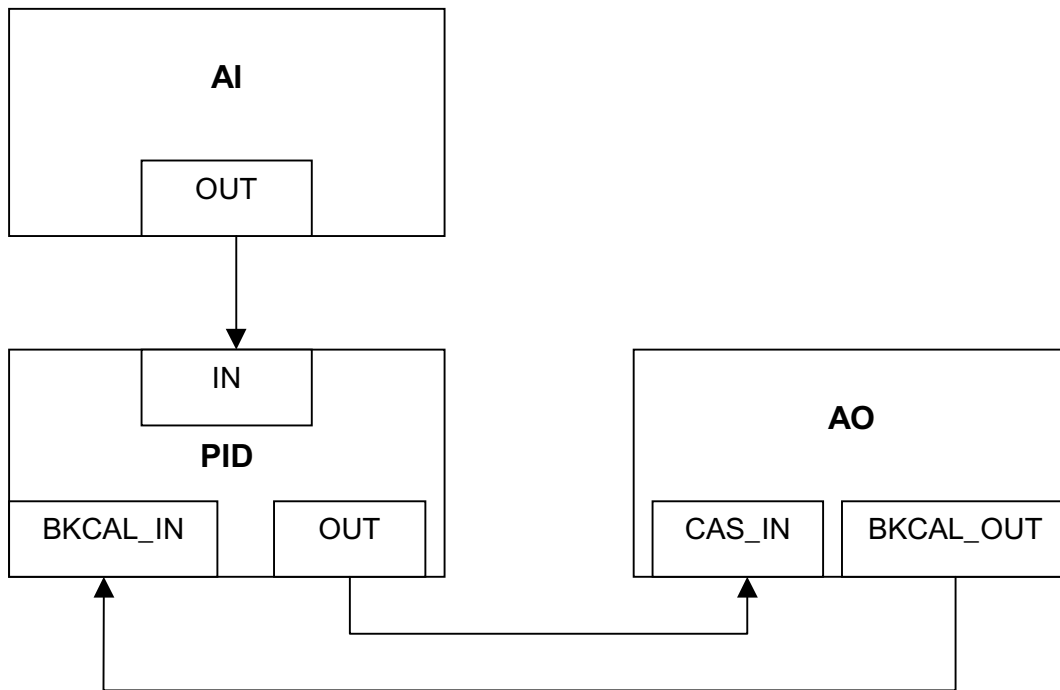 AI
OUT
IN
PID
BKCAL_IN
OUT
AO
CAS_IN
BKCAL_OUT